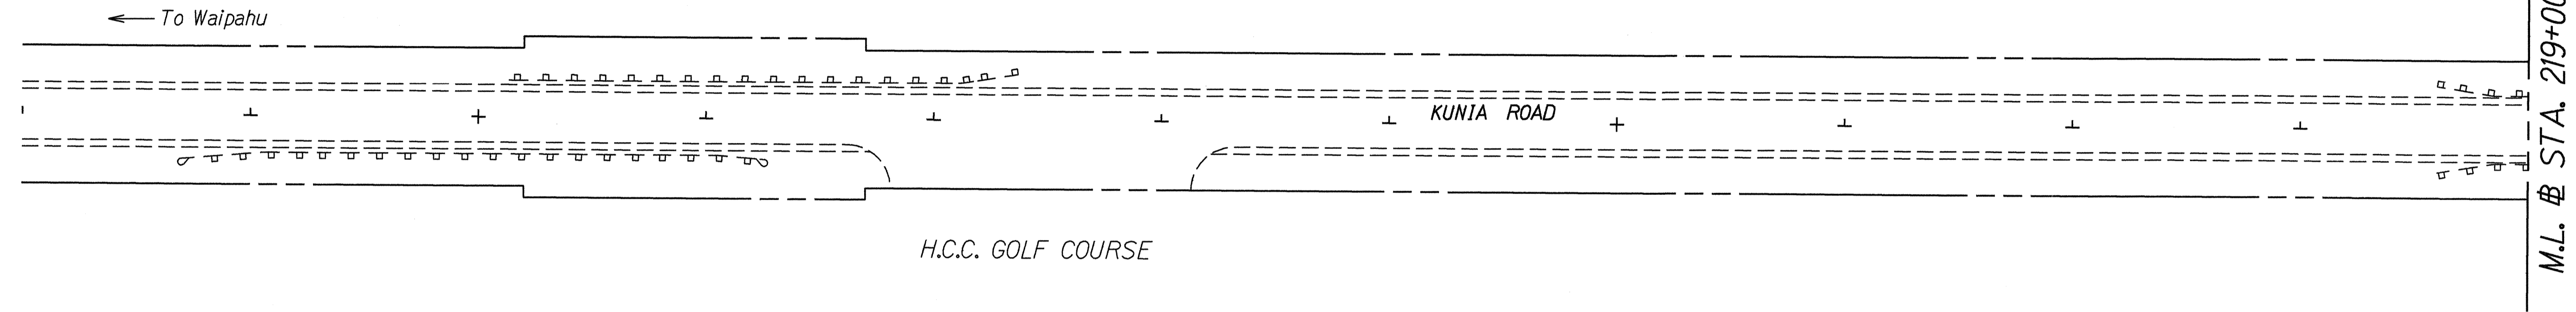 To Waipahu
KUNIA ROAD
H.C.C. GOLF COURSE
M.L. ⅊ STA. 219+00